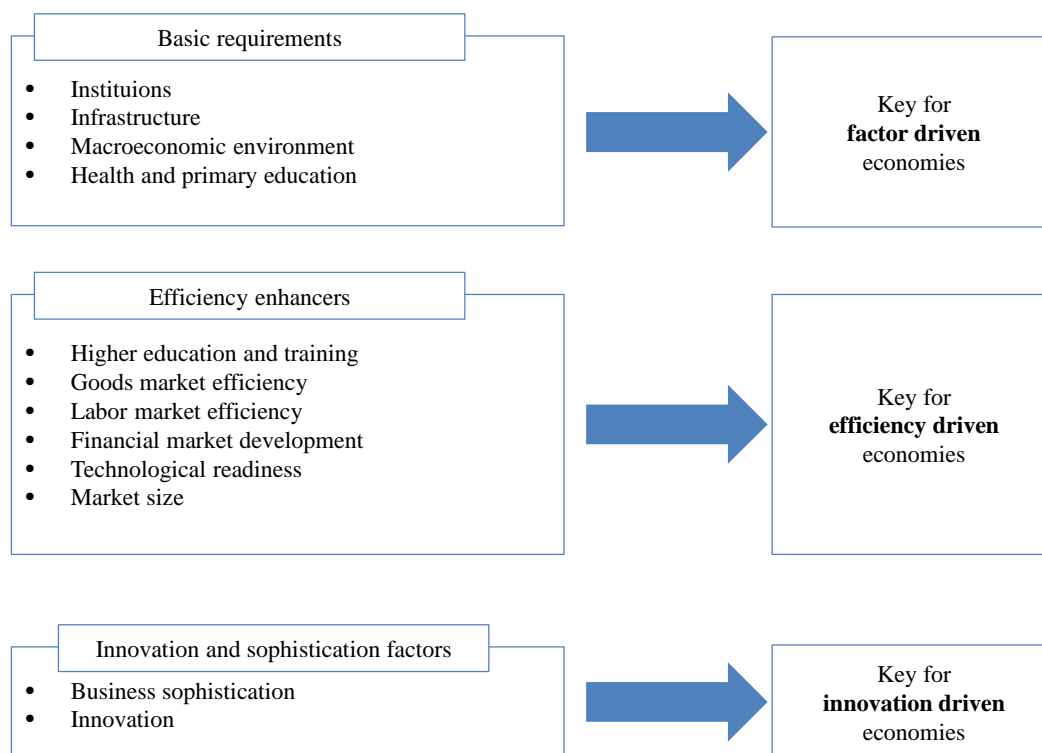 Basic requirements
• Instituions
• Infrastructure
• Macroeconomic environment
• Health and primary education
Key for
factor driven
economies
Efficiency enhancers
• Higher education and training
• Goods market efficiency
• Labor market efficiency
• Financial market development
• Technological readiness
• Market size
Key for
efficiency driven
economies
Innovation and sophistication factors
• Business sophistication
• Innovation
Key for
innovation driven
economies